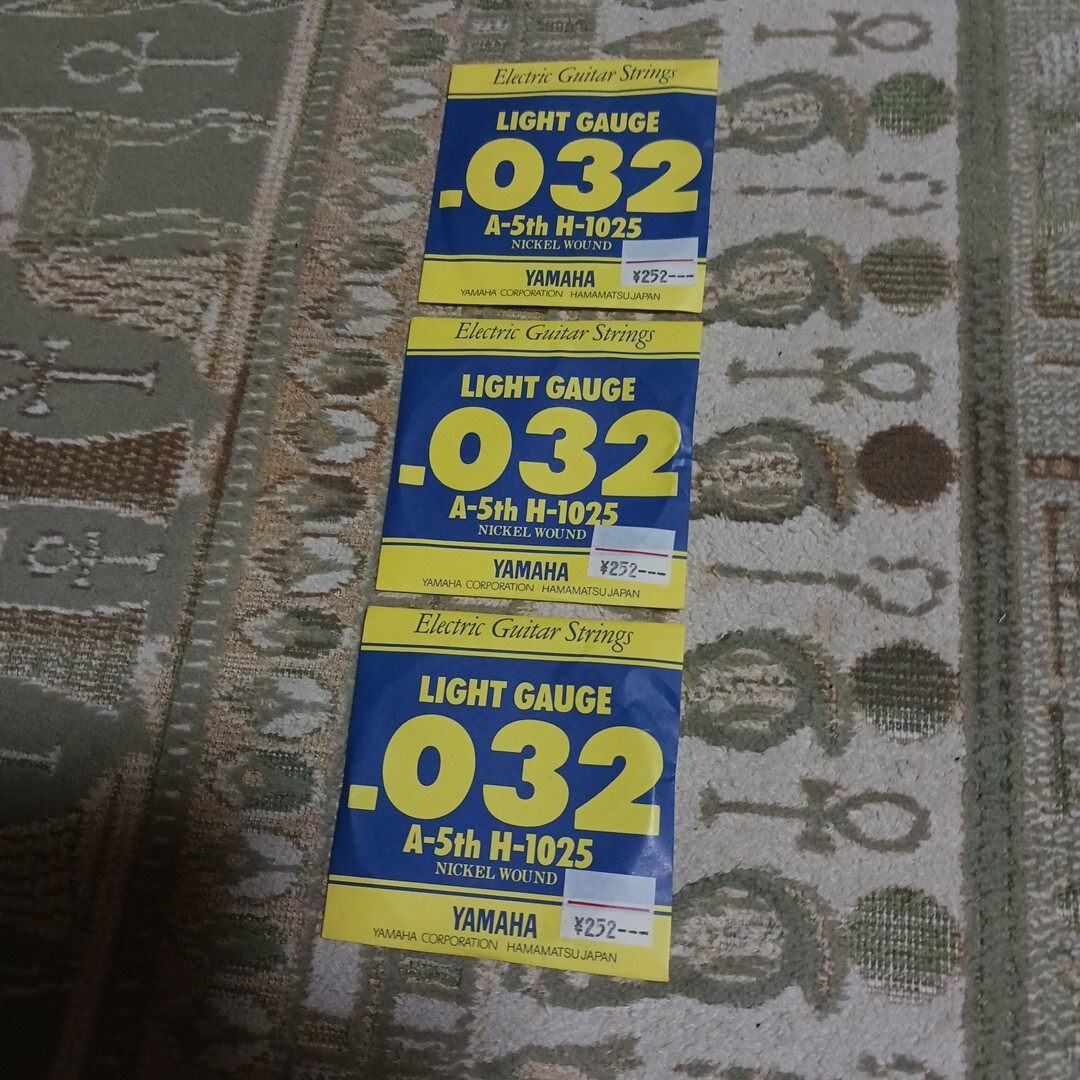 Electric Guitar Strings
LIGHT GAUGE
.032
A-5th H-1025
NICKEL WOUND
¥252---
YAMAHA
YAMAHA CORPORATION HAMAMATSU JAPAN
Electric Guitar Strings
LIGHT GAUGE
.032
A-5th H-1025
NICKEL WOUND
¥252---
YAMAHA
YAMAHA CORPORATION HAMAMATSU JAPAN
Electric Guitar Strings
LIGHT GAUGE
.032
A-5th H-1025
NICKEL WOUND
¥252---
YAMAHA
YAMAHA CORPORATION HAMAMATSU JAPAN